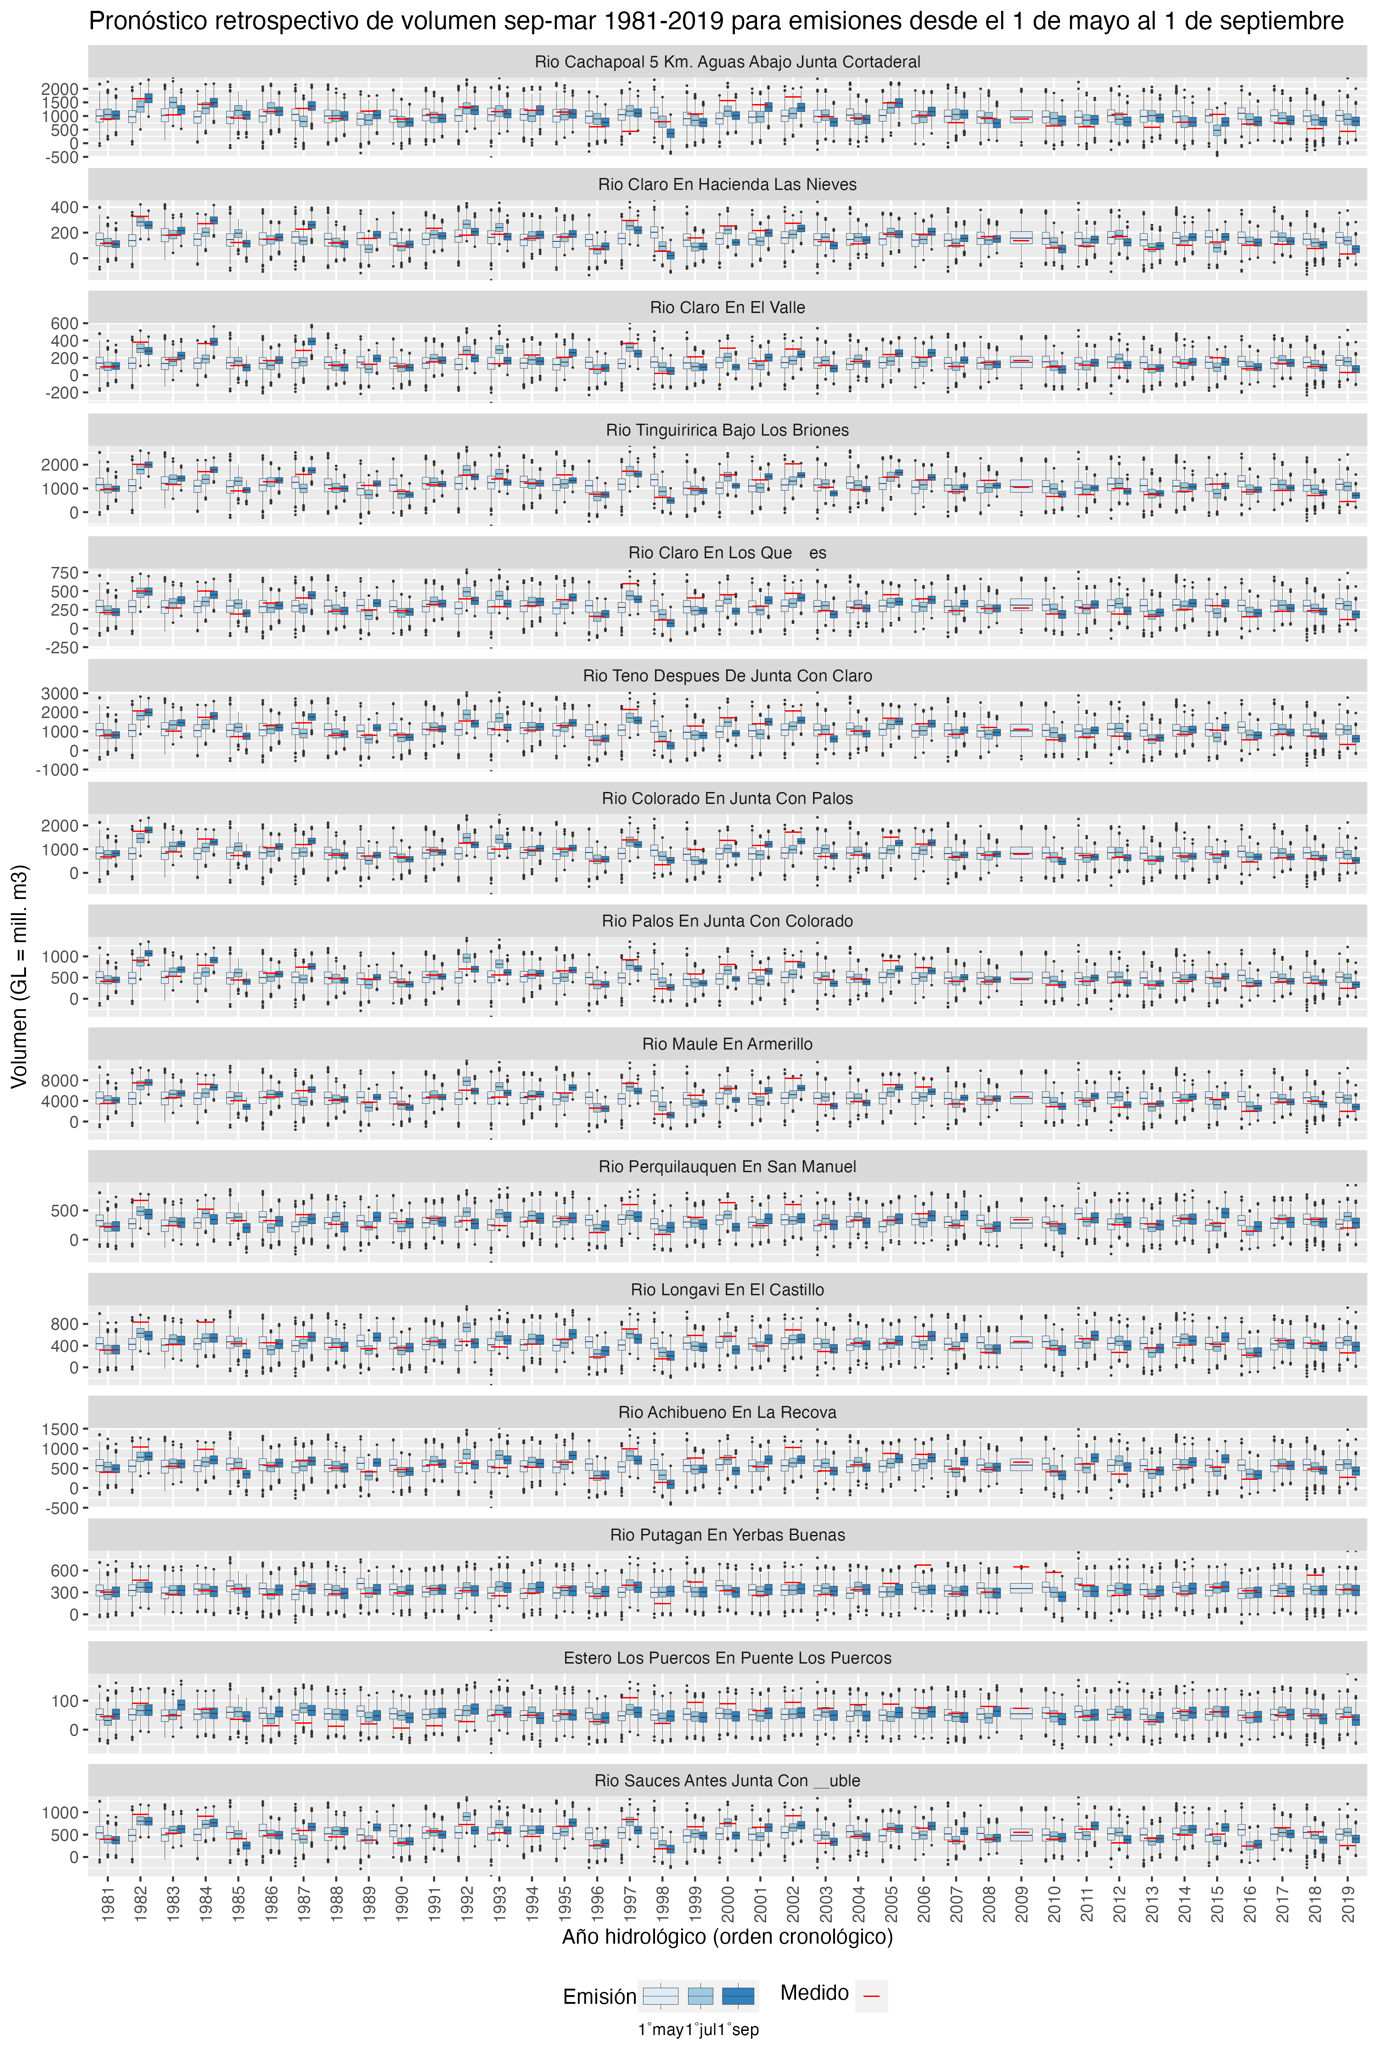 Pronóstico retrospectivo de volumen sep-mar 1981-2019 para emisiones desde el 1 de mayo al 1 de septiembre
Rio Cachapoal 5 Km. Aguas Abajo Junta Cortaderal
2000
1500
1000
500
0
-500
Rio Claro En Hacienda Las Nieves
400
200
0
Rio Claro En El Valle
600
400
200
0
-200
Rio Tinguiririca Bajo Los Briones
2000
1000
0
Rio Claro En Los Que    es
750
500
250
0
-250
Rio Teno Despues De Junta Con Claro
3000
2000
1000
0
-1000
Rio Colorado En Junta Con Palos
2000
1000
0
Rio Palos En Junta Con Colorado
1000
500
0
Rio Maule En Armerillo
8000
4000
0
Rio Perquilauquen En San Manuel
500
0
Rio Longavi En El Castillo
800
400
0
Rio Achibueno En La Recova
1500
1000
500
0
-500
Rio Putagan En Yerbas Buenas
600
300
0
Estero Los Puercos En Puente Los Puercos
100
0
Rio Sauces Antes Junta Con __uble
1000
500
0
Volumen (GL = mill. m3)
1981 1982 1983 1984 1985 1986 1987 1988 1989 1990 1991 1992 1993 1994 1995 1996 1997 1998 1999 2000 2001 2002 2003 2004 2005 2006 2007 2008 2009 2010 2011 2012 2013 2014 2015 2016 2017 2018 2019
Año hidrológico (orden cronológico)
Emisión Medido
1°may 1°jul 1°sep